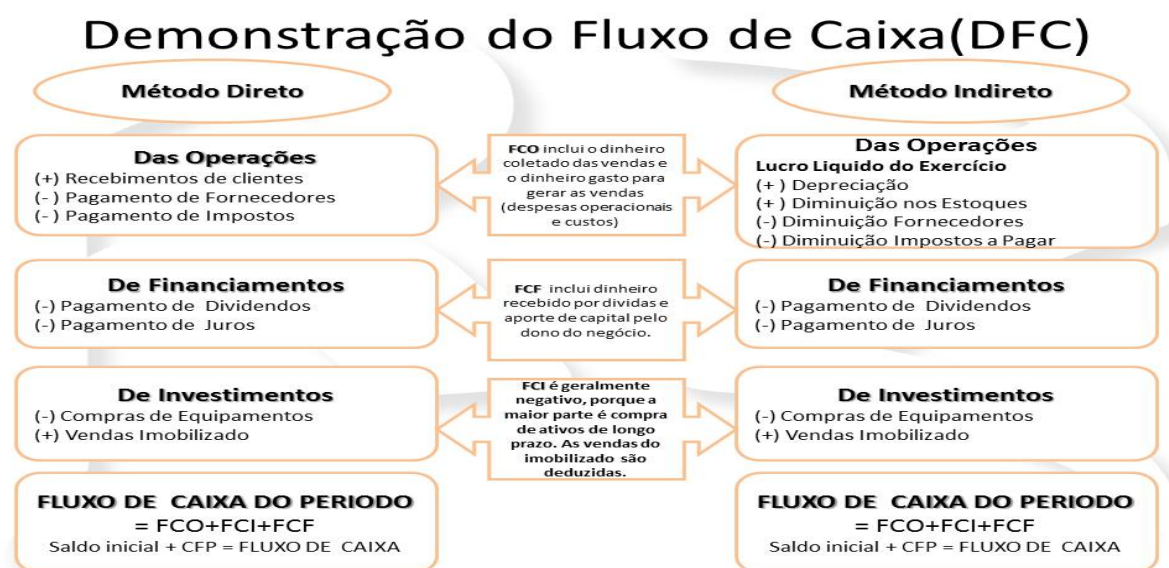 Demonstração do Fluxo de Caixa(DFC)
Método Direto
Método Indireto
Das Operações
(+) Recebimentos de clientes
(- ) Pagamento de Fornecedores
(- ) Pagamento de Impostos
FCO inclui o dinheiro
coletado das vendas e
o dinheiro gasto para
gerar as vendas
(despesas operacionais
e custos)
Das Operações
Lucro Liquido do Exercício
(+ ) Depreciação
(+ ) Diminuição nos Estoques
(-) Diminuição Fornecedores
(-) Diminuição Impostos a Pagar
De Financiamentos
(-) Pagamento de Dividendos
(-) Pagamento de Juros
FCF inclui dinheiro
recebido por dividas e
aporte de capital pelo
dono do negócio.
De Financiamentos
(-) Pagamento de Dividendos
(-) Pagamento de Juros
De Investimentos
(-) Compras de Equipamentos
(+) Vendas Imobilizado
FCI é geralmente
negativo, porque a
maior parte é compra
de ativos de longo
prazo. As vendas do
imobilizado são
deduzidas.
De Investimentos
(-) Compras de Equipamentos
(+) Vendas Imobilizado
FLUXO DE CAIXA DO PERIODO
= FCO+FCI+FCF
Saldo inicial + CFP = FLUXO DE CAIXA
FLUXO DE CAIXA DO PERIODO
= FCO+FCI+FCF
Saldo inicial + CFP = FLUXO DE CAIXA